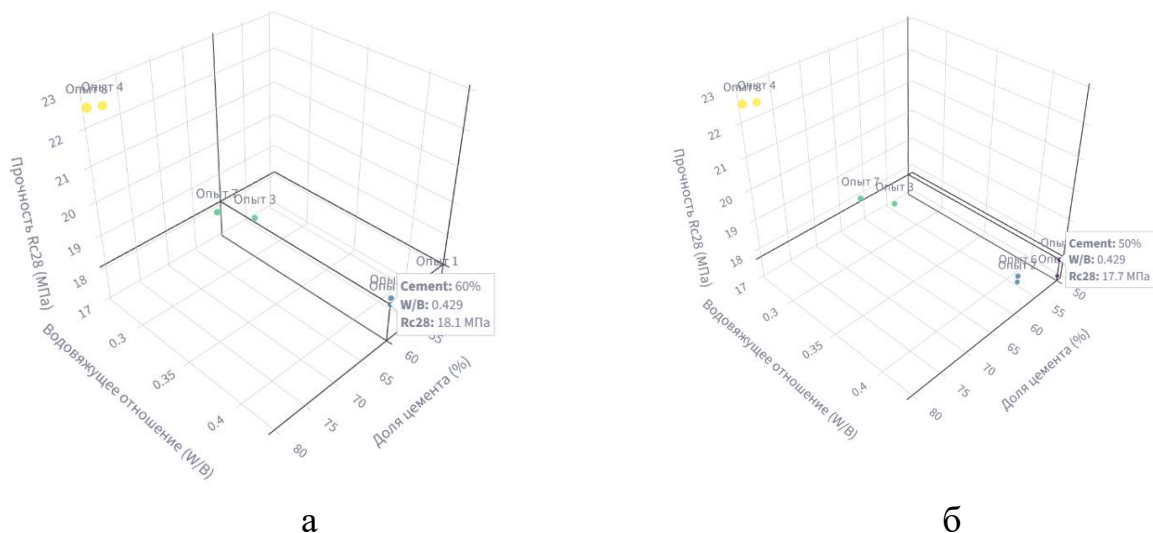 Опыт 4
23
22
21
20
19
18
17
Прочность Rc28 (МПа)
Опыт 7
Опыт 3
Опыт 1
Cement: 60%
W/B: 0.429
Rc28: 18.1 МПа
0.3
0.35
0.4
Водовяжущее отношение (W/B)
60
65
70
75
80
Доля цемента (%)
а
Опыт 4
23
22
21
20
19
18
17
Прочность Rc28 (МПа)
Опыт 7
Опыт 3
Опыт 2
Cement: 50%
W/B: 0.429
Rc28: 17.7 МПа
0.3
0.35
0.4
Водовяжущее отношение (W/B)
50
55
60
65
70
75
80
Доля цемента (%)
б